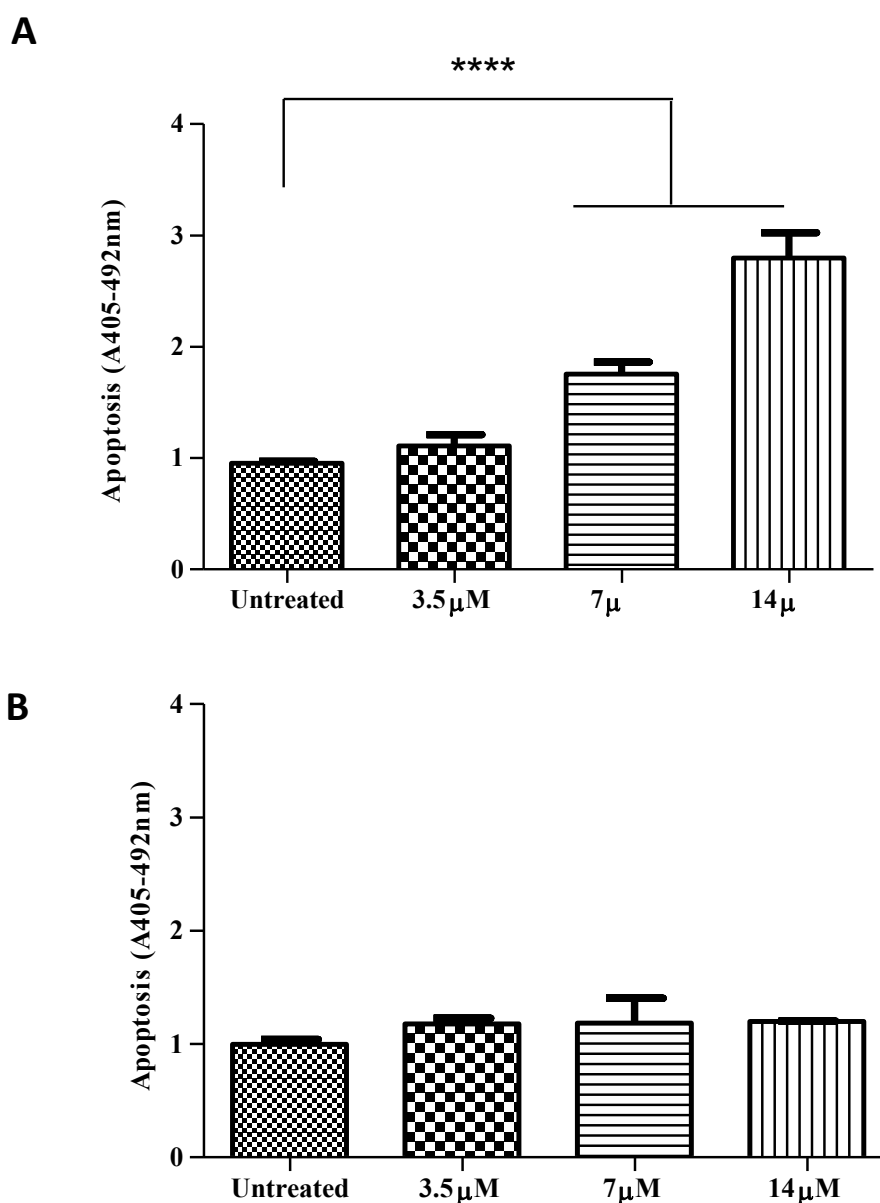 A
****
4
3
2
1
0
Apoptosis (A405-492nm)
Untreated 3.5μM 7μ 14μ
B
4
3
2
1
0
Apoptosis (A405-492nm)
Untreated 3.5μM 7μM 14μM